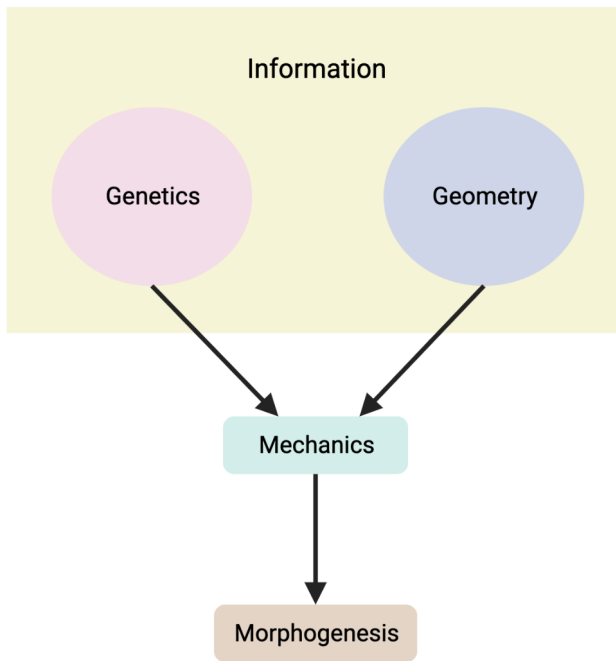 Information
Genetics
Geometry
Mechanics
Morphogenesis